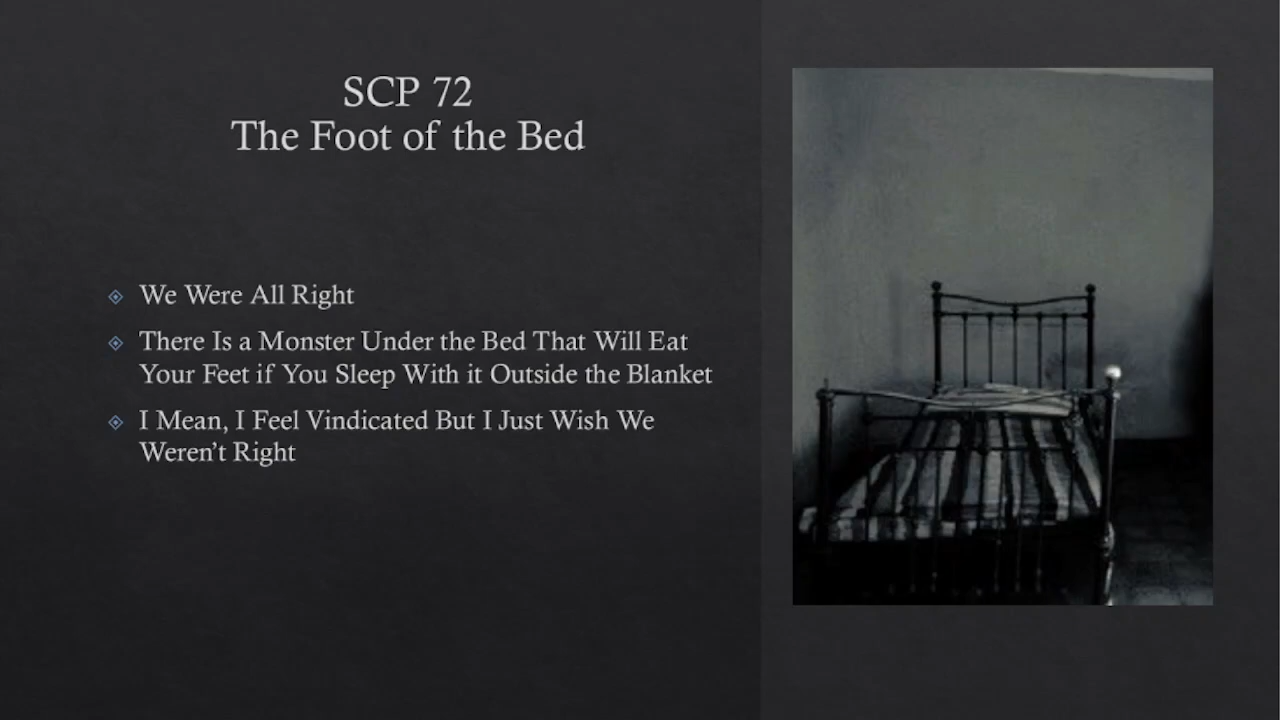 SCP 72
The Foot of the Bed
We Were All Right
There Is a Monster Under the Bed That Will Eat
Your Feet if You Sleep With it Outside the Blanket
I Mean, I Feel Vindicated But I Just Wish We
Weren’t Right